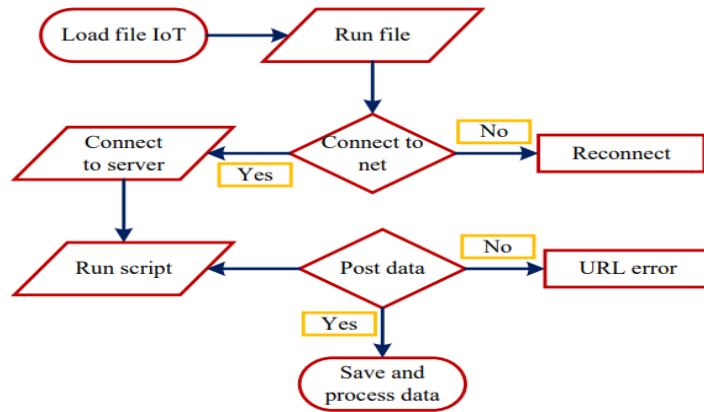 Load file IoT
Run file
Connect to
net
No
Reconnect
Yes
Connect
to server
Run script
Post data
No
URL error
Yes
Save and
process data